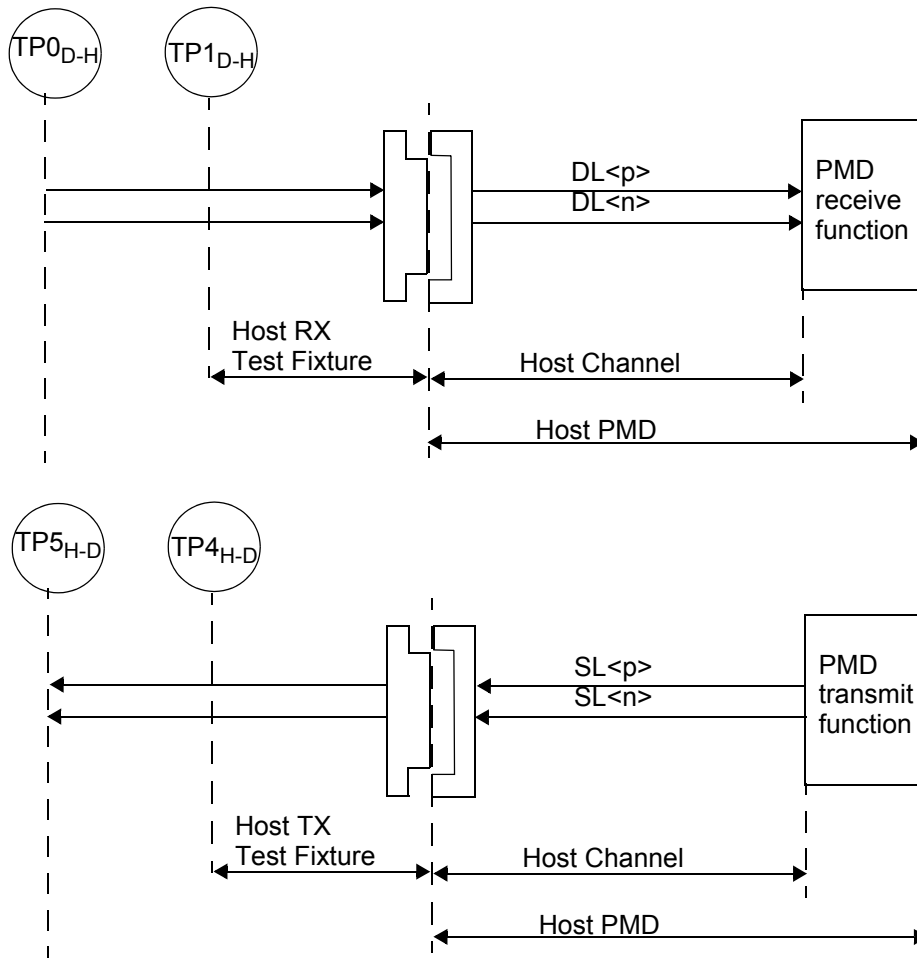 TP0D-H
TP1D-H
DL<p>
DL<n>
PMD
receive
function
Host RX
Test Fixture
Host Channel
Host PMD
TP5H-D
TP4H-D
SL<p>
SL<n>
PMD
transmit
function
Host TX
Test Fixture
Host Channel
Host PMD